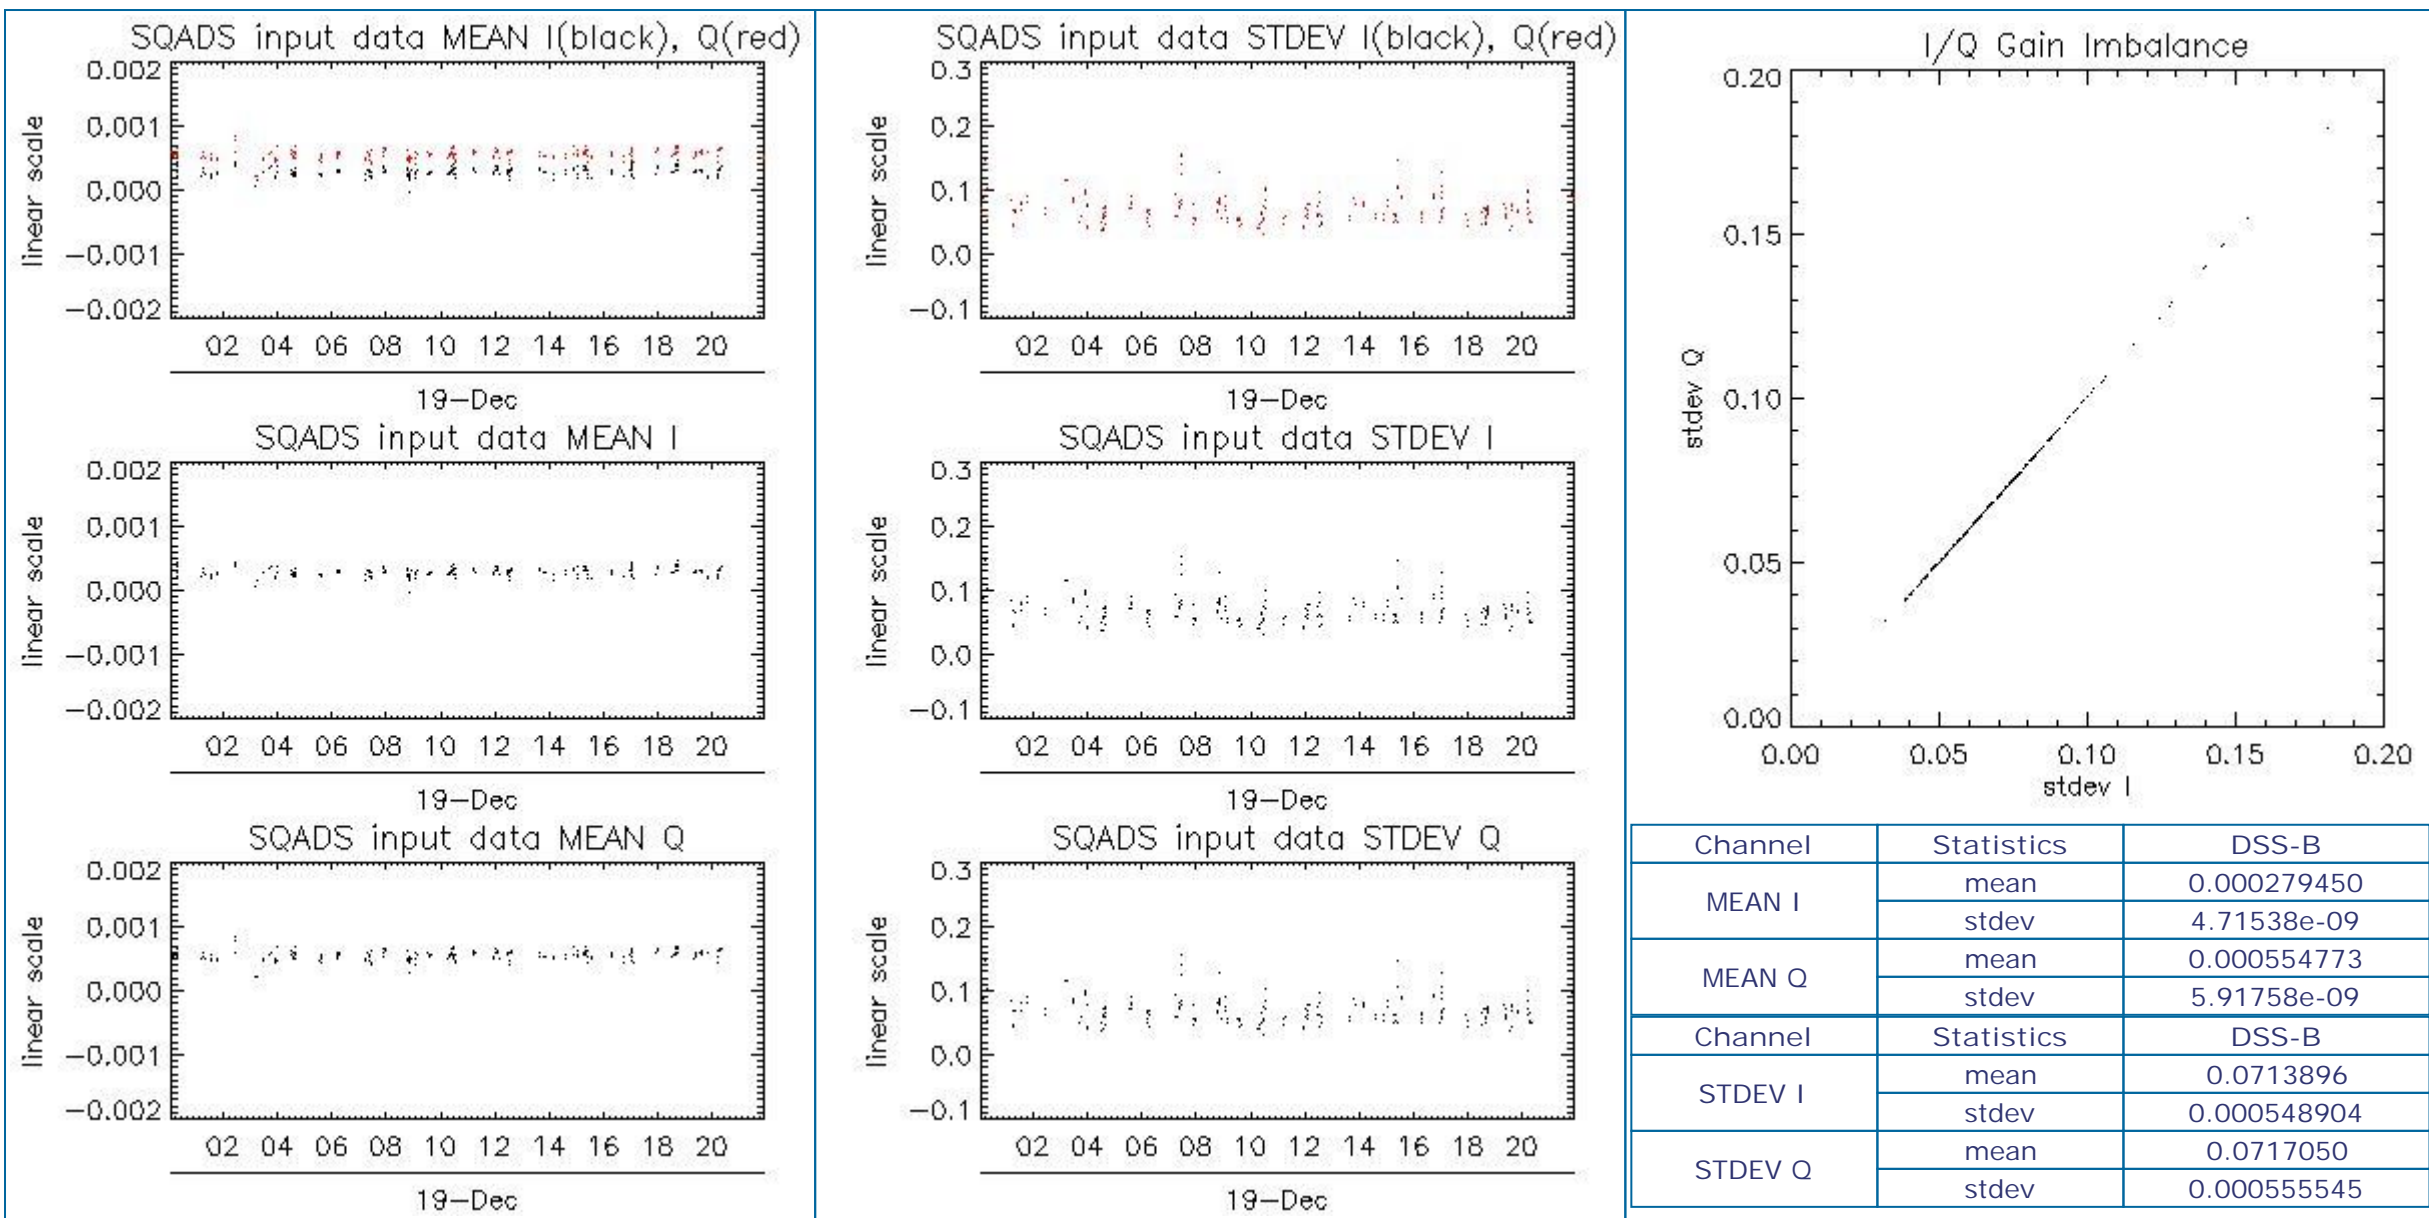 SQADS input data MEAN I(black), Q(red)
0.002
0.001
0.000
−0.001
−0.002
linear scale
02 04 06 08 10 12 14 16 18 20
19−Dec
SQADS input data MEAN I
0.002
0.001
0.000
−0.001
−0.002
linear scale
02 04 06 08 10 12 14 16 18 20
19−Dec
SQADS input data MEAN Q
0.002
0.001
0.000
−0.001
−0.002
linear scale
02 04 06 08 10 12 14 16 18 20
19−Dec
SQADS input data STDEV I(black), Q(red)
0.3
0.2
0.1
0.0
−0.1
linear scale
02 04 06 08 10 12 14 16 18 20
19−Dec
SQADS input data STDEV I
0.3
0.2
0.1
0.0
−0.1
linear scale
02 04 06 08 10 12 14 16 18 20
19−Dec
SQADS input data STDEV Q
0.3
0.2
0.1
0.0
−0.1
linear scale
02 04 06 08 10 12 14 16 18 20
19−Dec
I/Q Gain Imbalance
0.20
0.15
0.10
0.05
0.00
stdev Q
0.00 0.05 0.10 0.15 0.20
stdev I
Channel Statistics DSS-B
MEAN I mean 0.000279450
stdev 4.71538e-09
MEAN Q mean 0.000554773
stdev 5.91758e-09
Channel Statistics DSS-B
STDEV I mean 0.0713896
stdev 0.000548904
STDEV Q mean 0.0717050
stdev 0.000555545